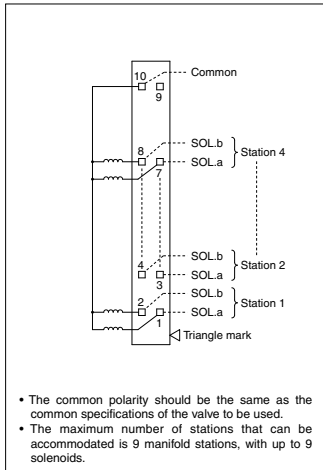 10
Common
9
8
SOL.b
SOL.a
Station 4
7
SOL.b
4
SOL.a
Station 2
3
SOL.b
2
SOL.a
Station 1
1
Triangle mark
• The common polarity should be the same as the
common specifications of the valve to be used.
• The maximum number of stations that can be
accommodated is 9 manifold stations, with up to 9
solenoids.